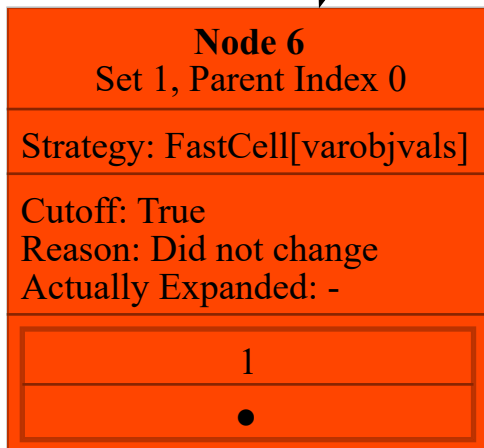 Node 6
Set 1, Parent Index 0
Strategy: FastCell[varobjvals]
Cutoff: True
Reason: Did not change
Actually Expanded: -
1
●